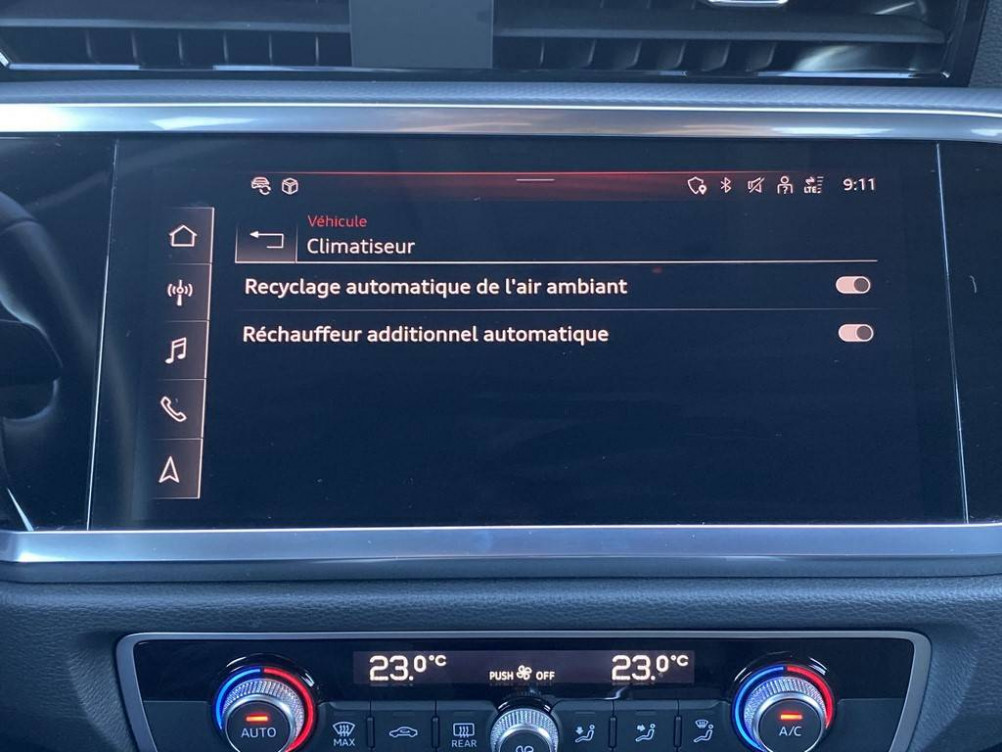 LTE 9:11
Véhicule
Climatiseur
Recyclage automatique de l'air ambiant
Réchauffeur additionnel automatique
23.0°C PUSH OFF 23.0°C
AUTO MAX REAR A/C